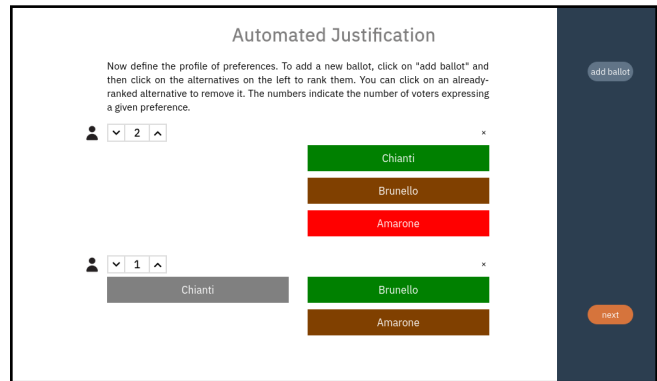 Automated Justification
Now define the profile of preferences. To add a new ballot, click on "add ballot" and
then click on the alternatives on the left to rank them. You can click on an already-
ranked alternative to remove it. The numbers indicate the number of voters expressing
a given preference.
add ballot
2
×
Chianti
Brunello
Amarone
1
×
Chianti
Brunello
Amarone
next